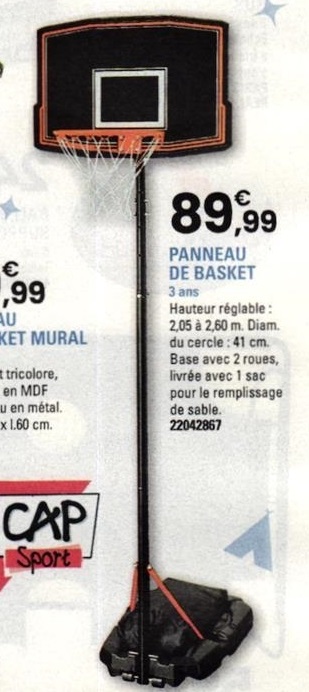 89,99 €
PANNEAU
DE BASKET
3 ans
Hauteur réglable :
2,05 à 2,60 m. Diam.
du cercle : 41 cm.
Base avec 2 roues,
livrée avec 1 sac
pour le remplissage
de sable.
22042867
€
,99
AU
KET MURAL
t tricolore,
en MDF
u en métal.
x 1.60 cm.
CAP
Sport